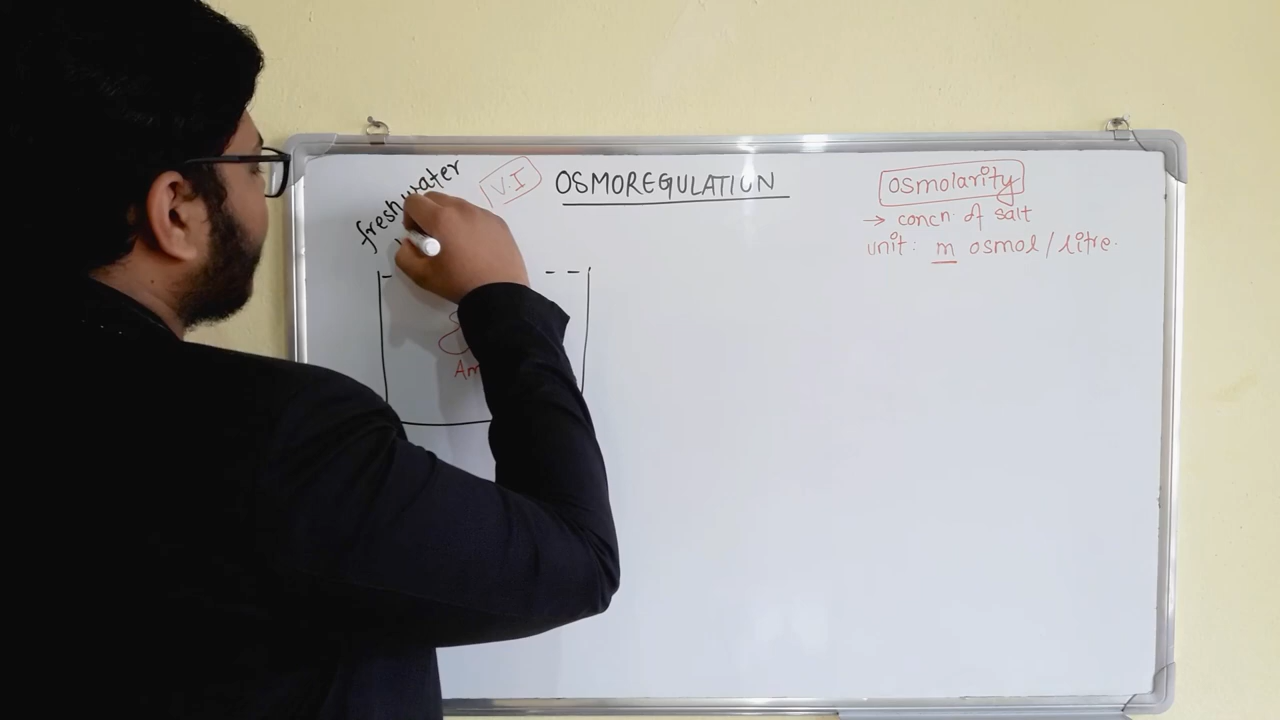 fresh water
V.I
OSMOREGULATION
Osmolarity
→ concn. of salt
unit: m osmol/litre.